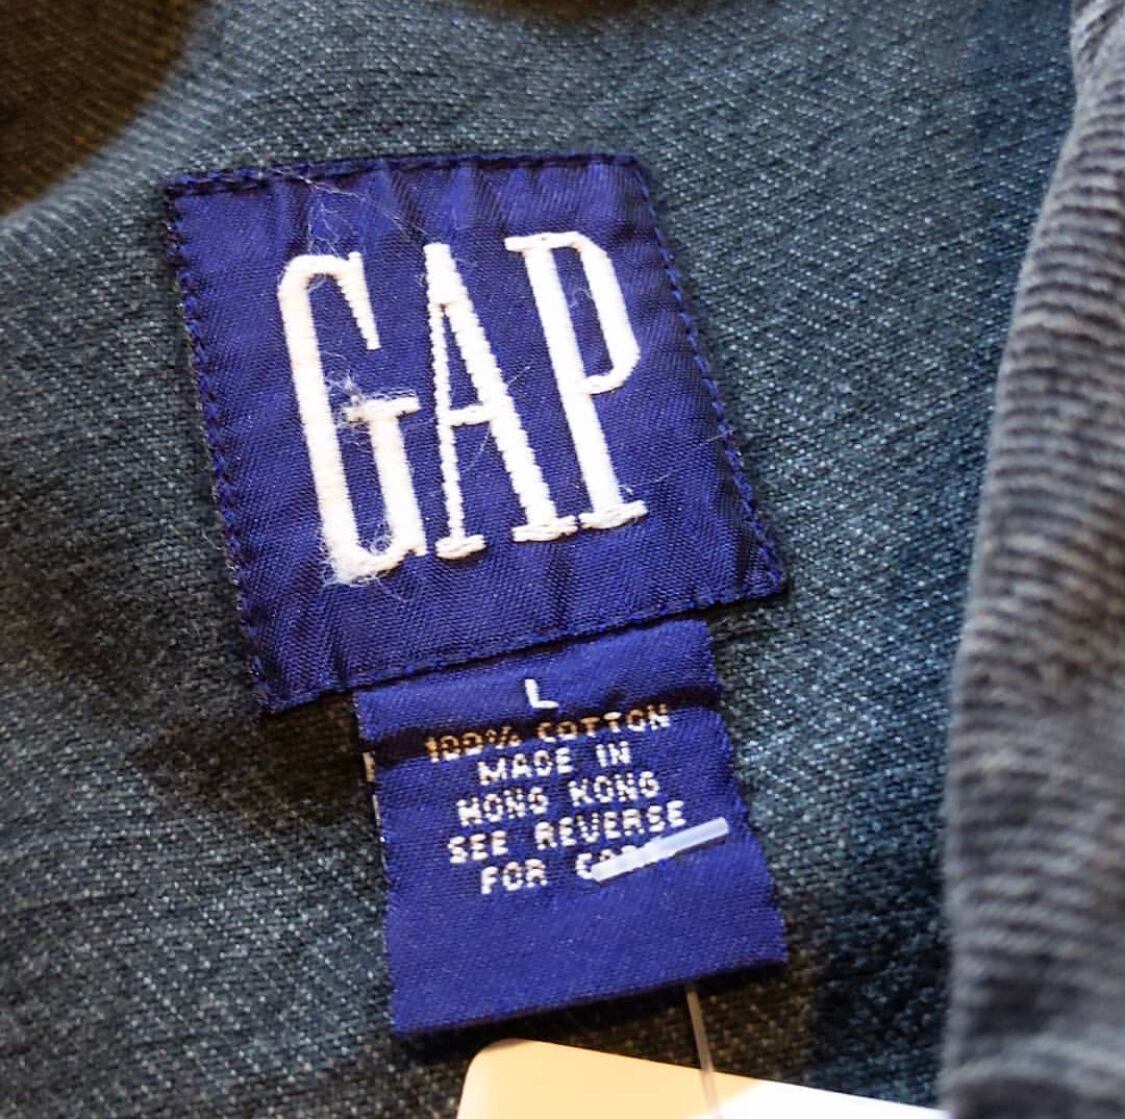 GAP
L
100% COTTON
MADE IN
HONG KONG
SEE REVERSE
FOR